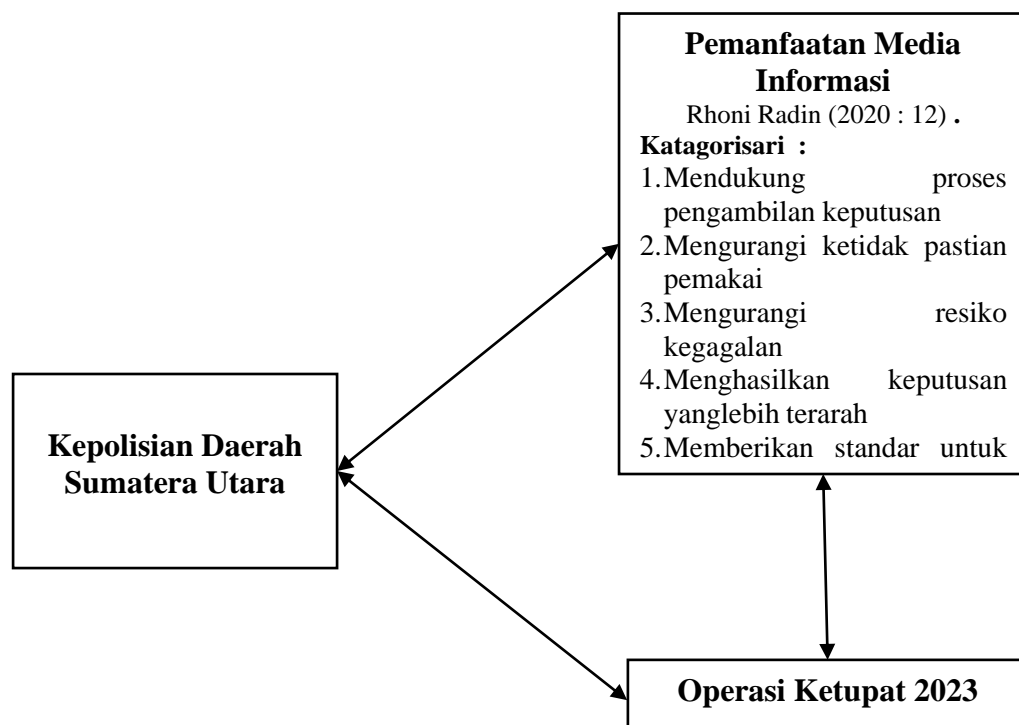 Pemanfaatan Media
Informasi
Rhoni Radin (2020 : 12) .
Katagorisari :
1.Mendukung proses
pengambilan keputusan
2.Mengurangi ketidak pastian
pemakai
3.Mengurangi resiko
kegagalan
4.Menghasilkan keputusan
yanglebih terarah
5.Memberikan standar untuk
Kepolisian Daerah
Sumatera Utara
Operasi Ketupat 2023